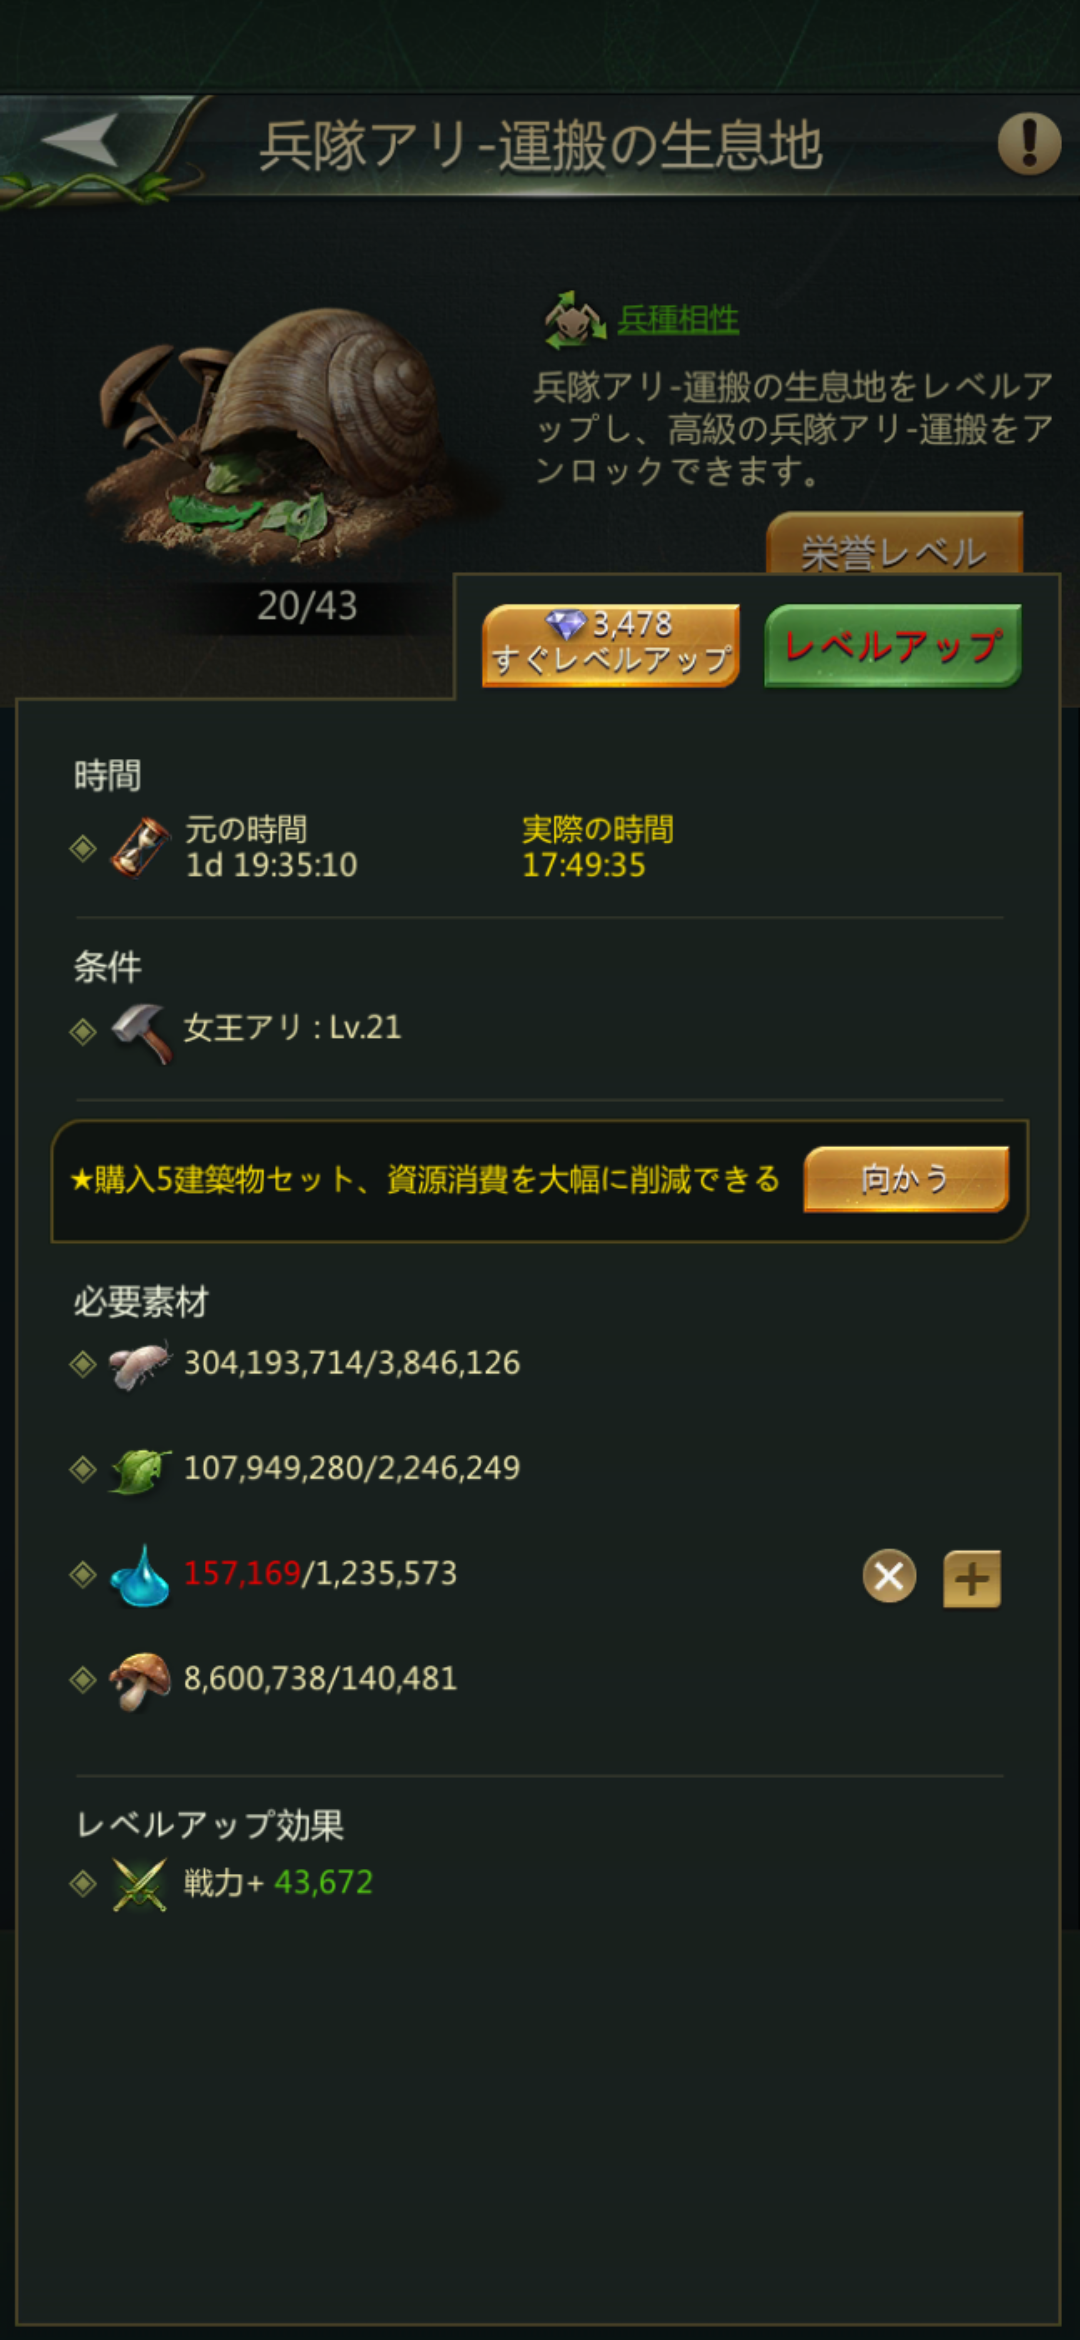 兵隊アリ-運搬の生息地
兵種相性
兵隊アリ-運搬の生息地をレベルア
ップし、高級の兵隊アリ-運搬をア
ンロックできます。
栄誉レベル
20/43
3,478
すぐレベルアップ
レベルアップ
時間
元の時間
1d 19:35:10
実際の時間
17:49:35
条件
女王アリ : Lv.21
★購入5建築物セット、資源消費を大幅に削減できる
向かう
必要素材
304,193,714/3,846,126
107,949,280/2,246,249
157,169/1,235,573
8,600,738/140,481
レベルアップ効果
戦力+ 43,672